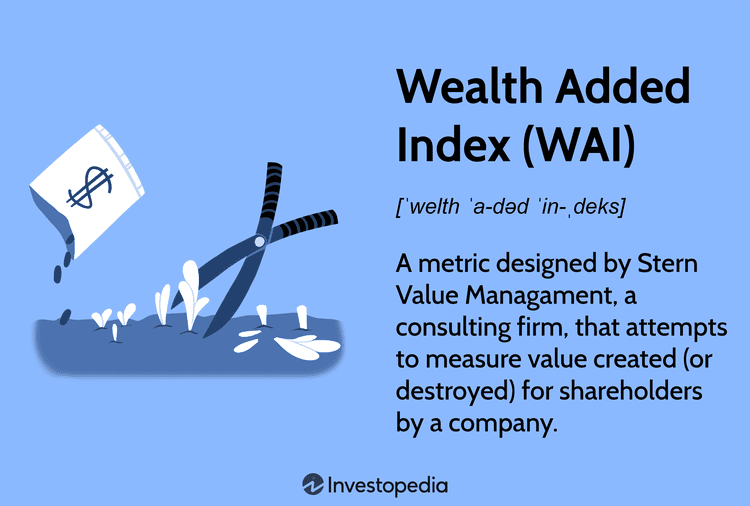 $
Wealth Added
Index (WAI)
[ˈwelth ˈa-dəd ˈin-ˌdeks]
A metric designed by Stern
Value Managament, a
consulting firm, that attempts
to measure value created (or
destroyed) for shareholders
by a company.
Investopedia